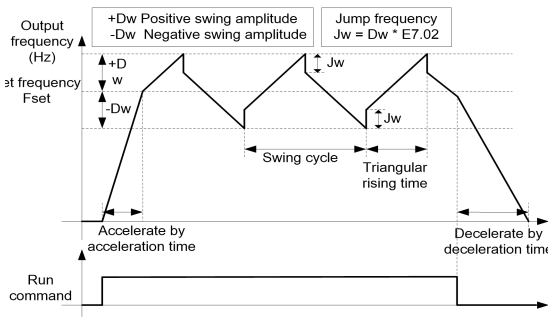 +Dw Positive swing amplitude
-Dw Negative swing amplitude
Jump frequency
Jw = Dw * E7.02
Output
frequency
(Hz)
+D
w
Jw
et frequency
Fset
-Dw
Jw
Swing cycle
Triangular
rising time
Accelerate by
acceleration time
Decelerate by
deceleration time
Run
command